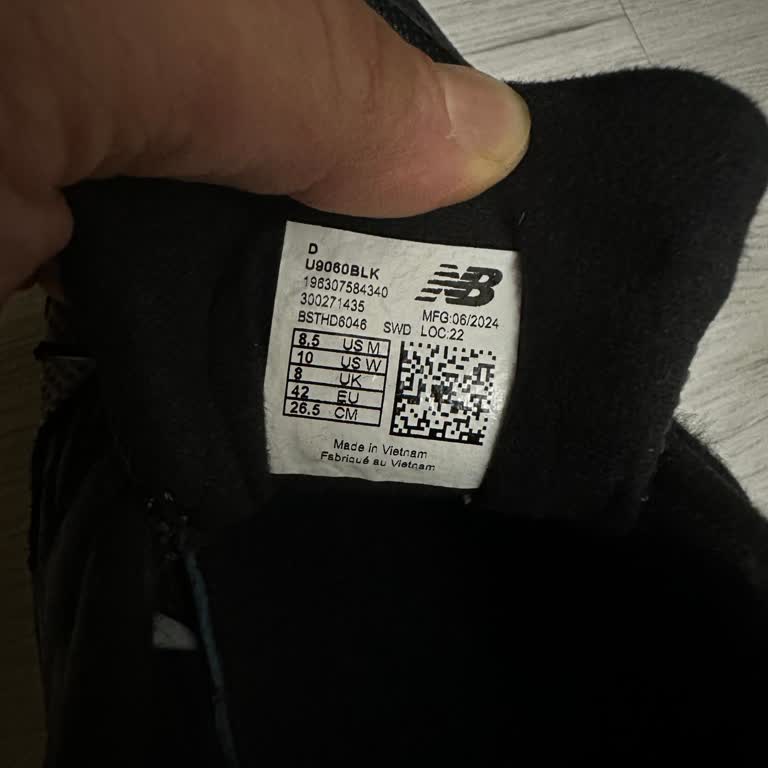 D
U9060BLK
196307584340
300271435
BSTHD6046 SWD
NB
MFG:06/2024
LOC:22
8.5 US M
10 US W
8 UK
42 EU
26.5 CM
Made in Vietnam
Fabriqué au Vietnam